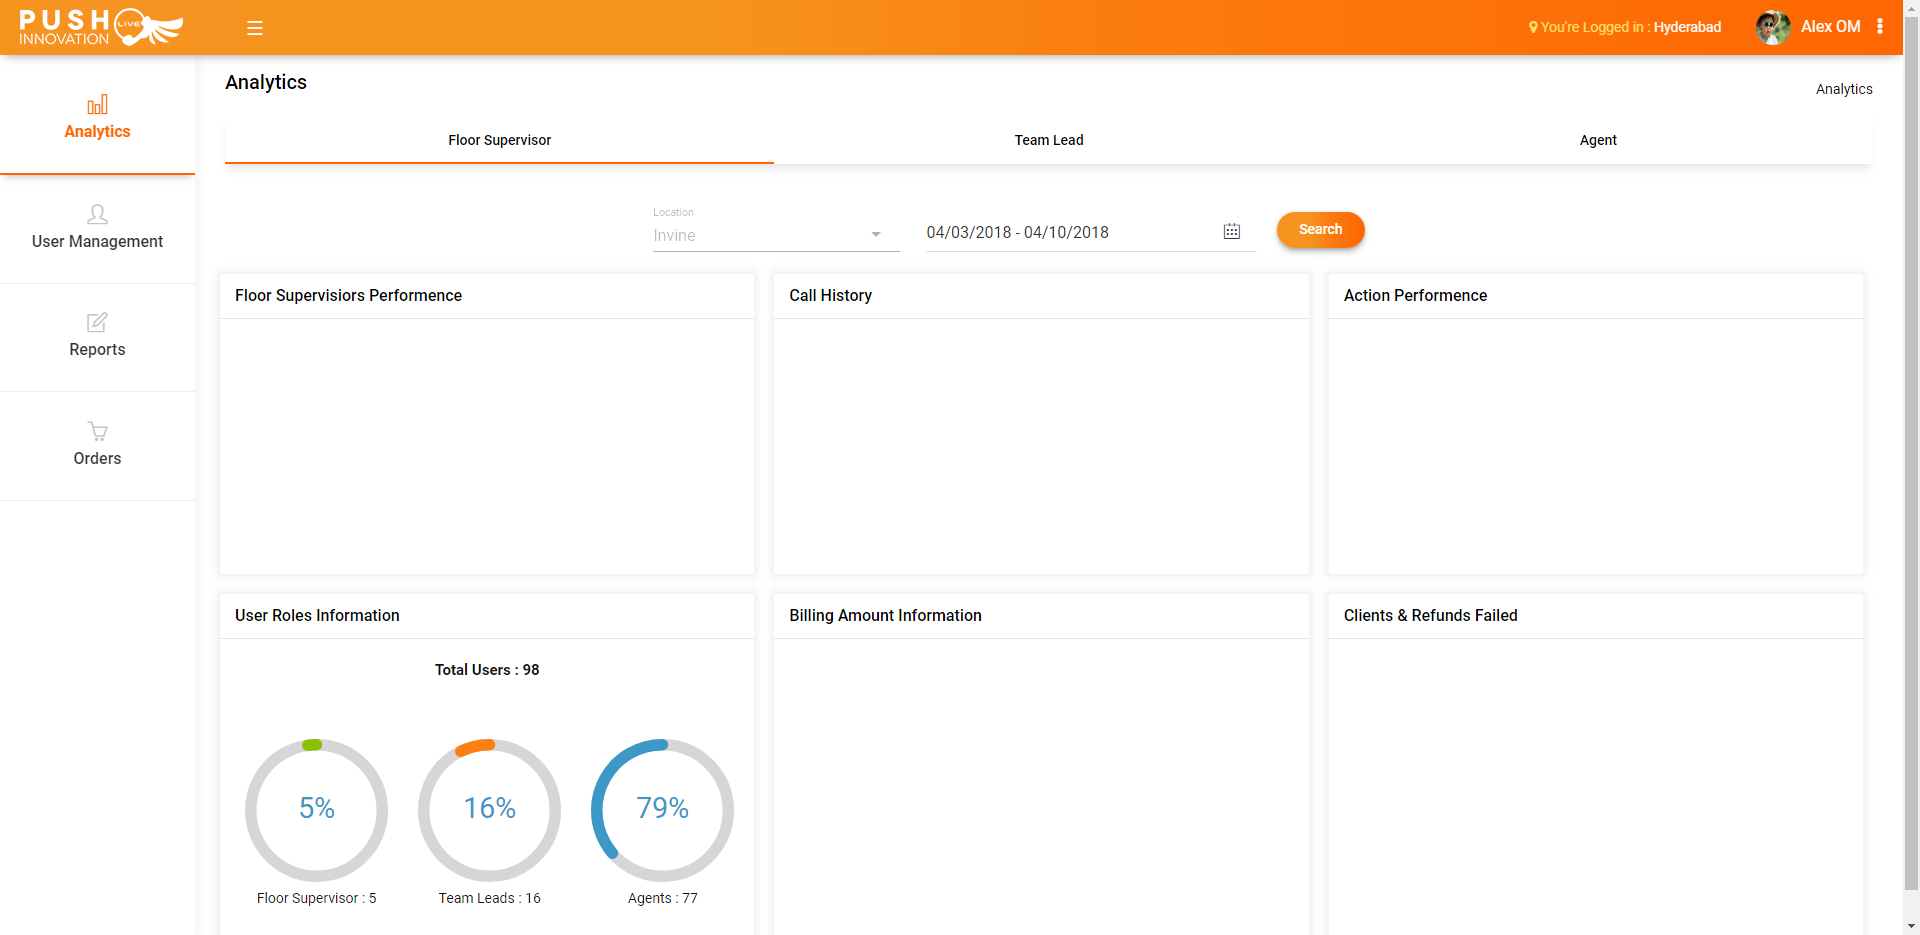 PUSH LIVE
INNOVATION
You're Logged in : Hyderabad
Alex OM
Analytics
User Management
Reports
Orders
Analytics
Analytics
Floor Supervisor
Team Lead
Agent
Location
Invine
04/03/2018 - 04/10/2018
Search
Floor Supervisiors Performence
Call History
Action Performence
User Roles Information
Billing Amount Information
Clients & Refunds Failed
Total Users : 98
5%
16%
79%
Floor Supervisor : 5
Team Leads : 16
Agents : 77